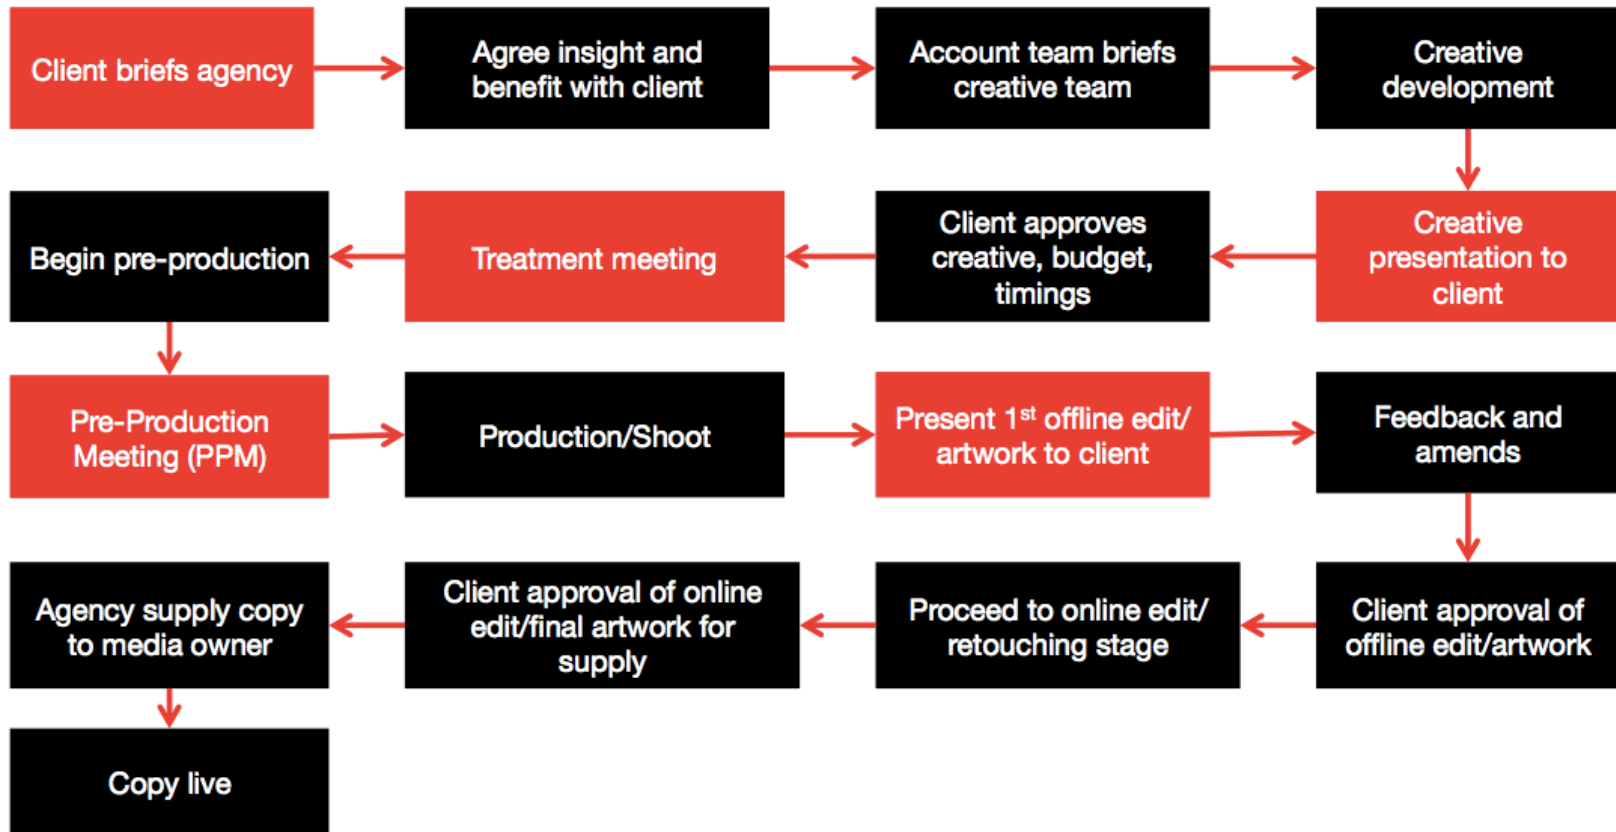 Client briefs agency
Agree insight and
benefit with client
Account team briefs
creative team
Creative
development
Begin pre-production
Treatment meeting
Client approves
creative, budget,
timings
Creative
presentation to
client
Pre-Production
Meeting (PPM)
Production/Shoot
Present 1st offline edit/
artwork to client
Feedback and
amends
Agency supply copy
to media owner
Client approval of online
edit/final artwork for
supply
Proceed to online edit/
retouching stage
Client approval of
offline edit/artwork
Copy live